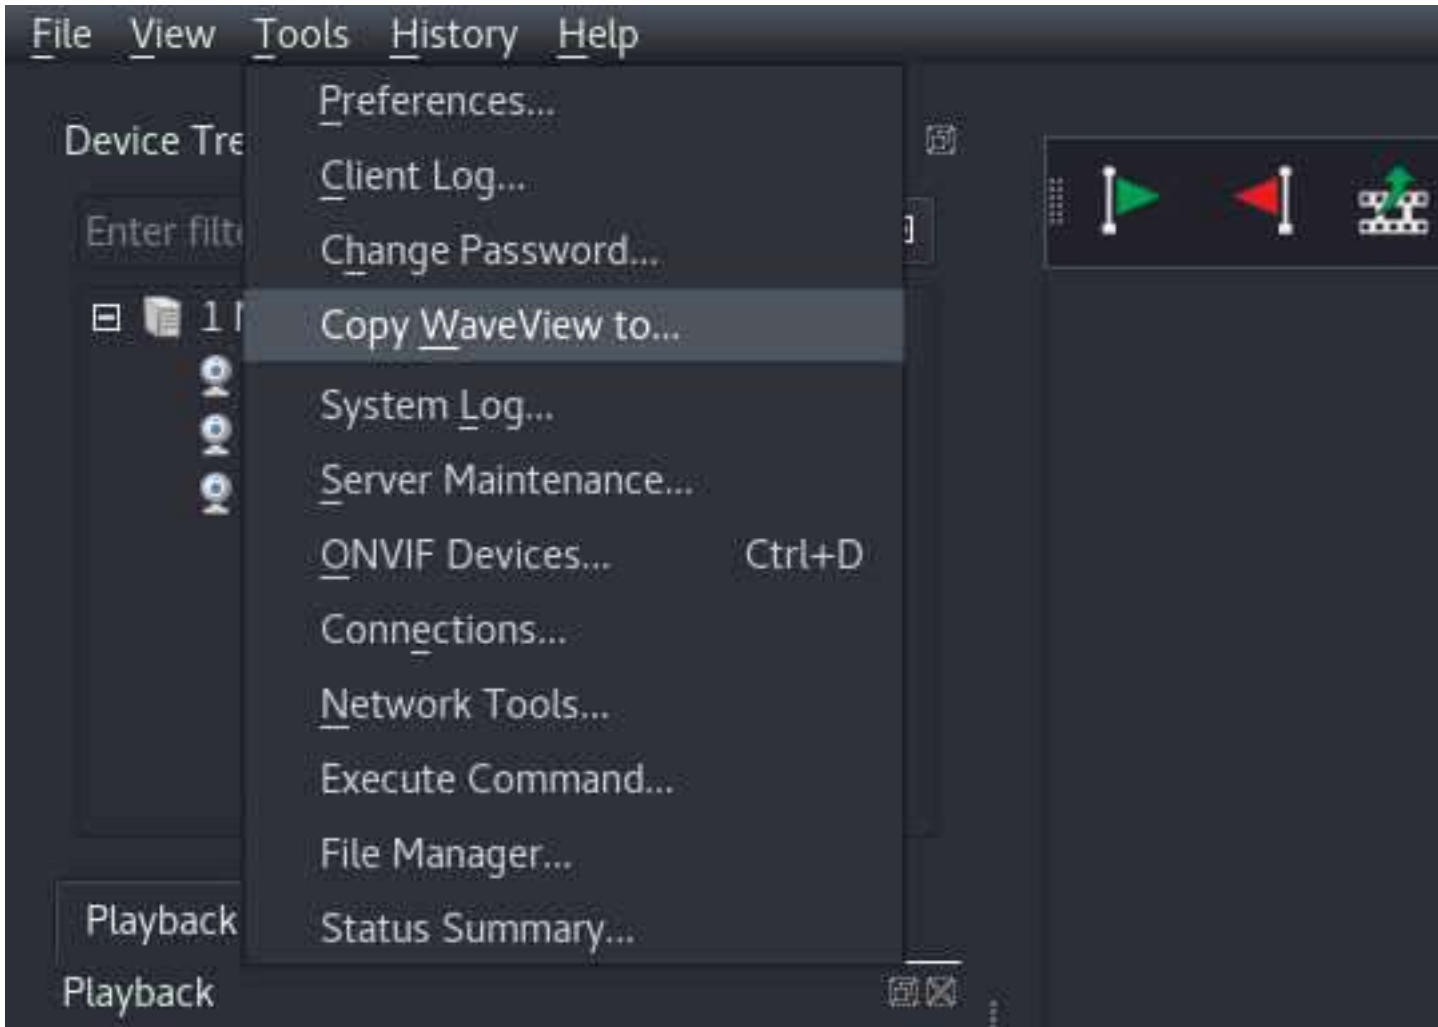 File View Tools History Help
Preferences...
Device Tre
Client Log...
Enter filt
Change Password...
1
Copy WaveView to...
System Log...
Server Maintenance...
ONVIF Devices... Ctrl+D
Connections...
Network Tools...
Execute Command...
File Manager...
Playback
Status Summary...
Playback